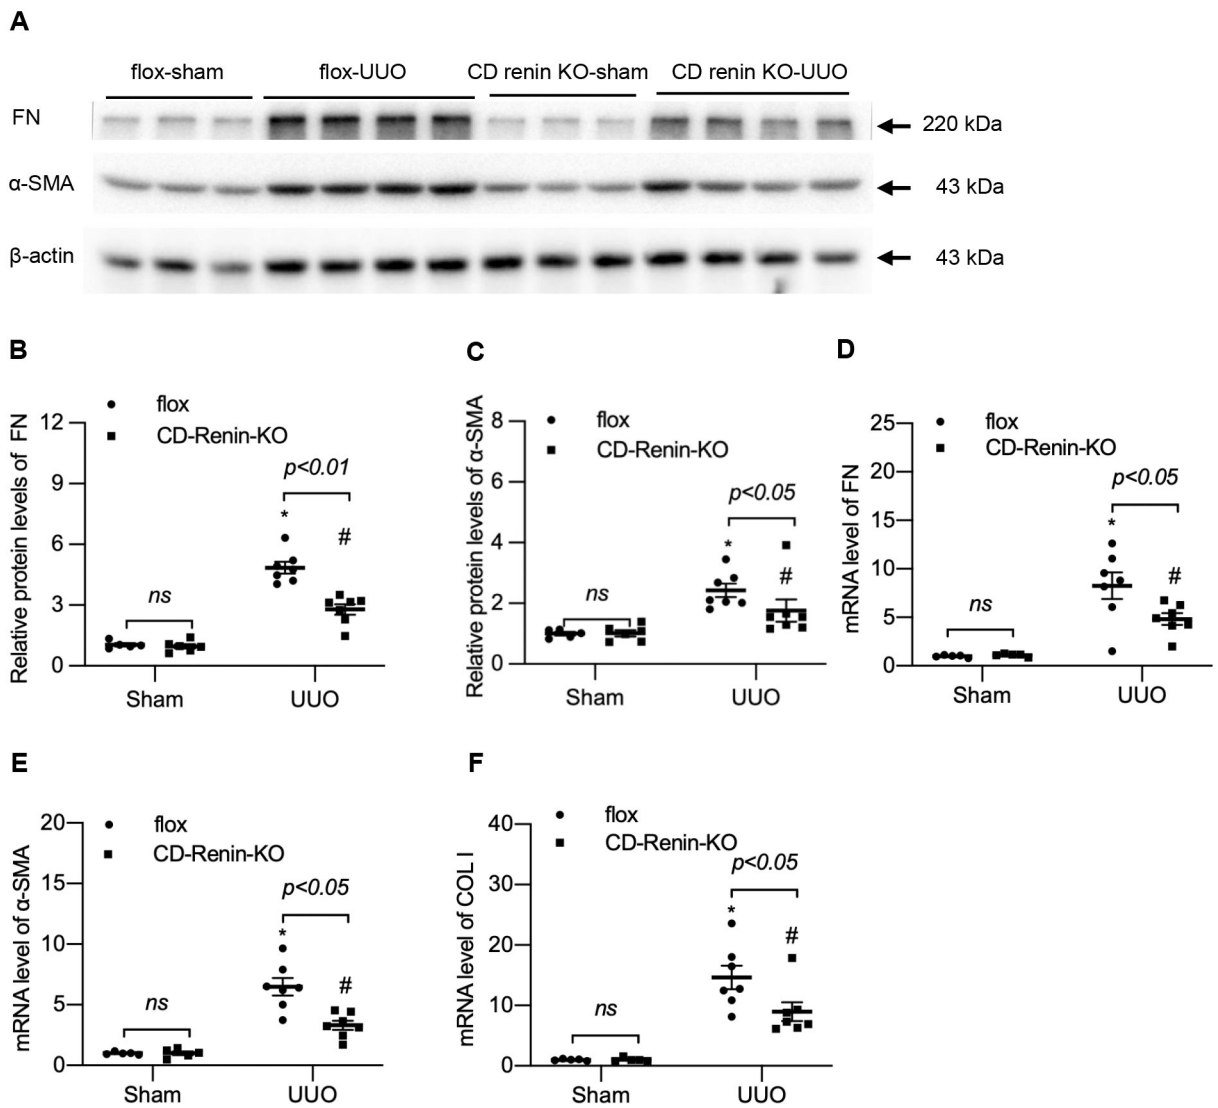 A
flox-sham flox-UUO CD renin KO-sham CD renin KO-UUO
FN 220 kDa
α-SMA 43 kDa
β-actin 43 kDa
B
flox
CD-Renin-KO
Relative protein levels of FN
12
9
6
3
0
ns
p<0.01
*
#
Sham UUO
C
flox
CD-Renin-KO
Relative protein levels of α-SMA
8
6
4
2
0
ns
p<0.05
*
#
Sham UUO
D
flox
CD-Renin-KO
mRNA level of FN
25
20
15
10
5
0
ns
p<0.05
*
#
Sham UUO
E
flox
CD-Renin-KO
mRNA level of α-SMA
20
15
10
5
0
ns
p<0.05
*
#
Sham UUO
F
flox
CD-Renin-KO
mRNA level of COL I
40
30
20
10
0
ns
p<0.05
*
#
Sham UUO